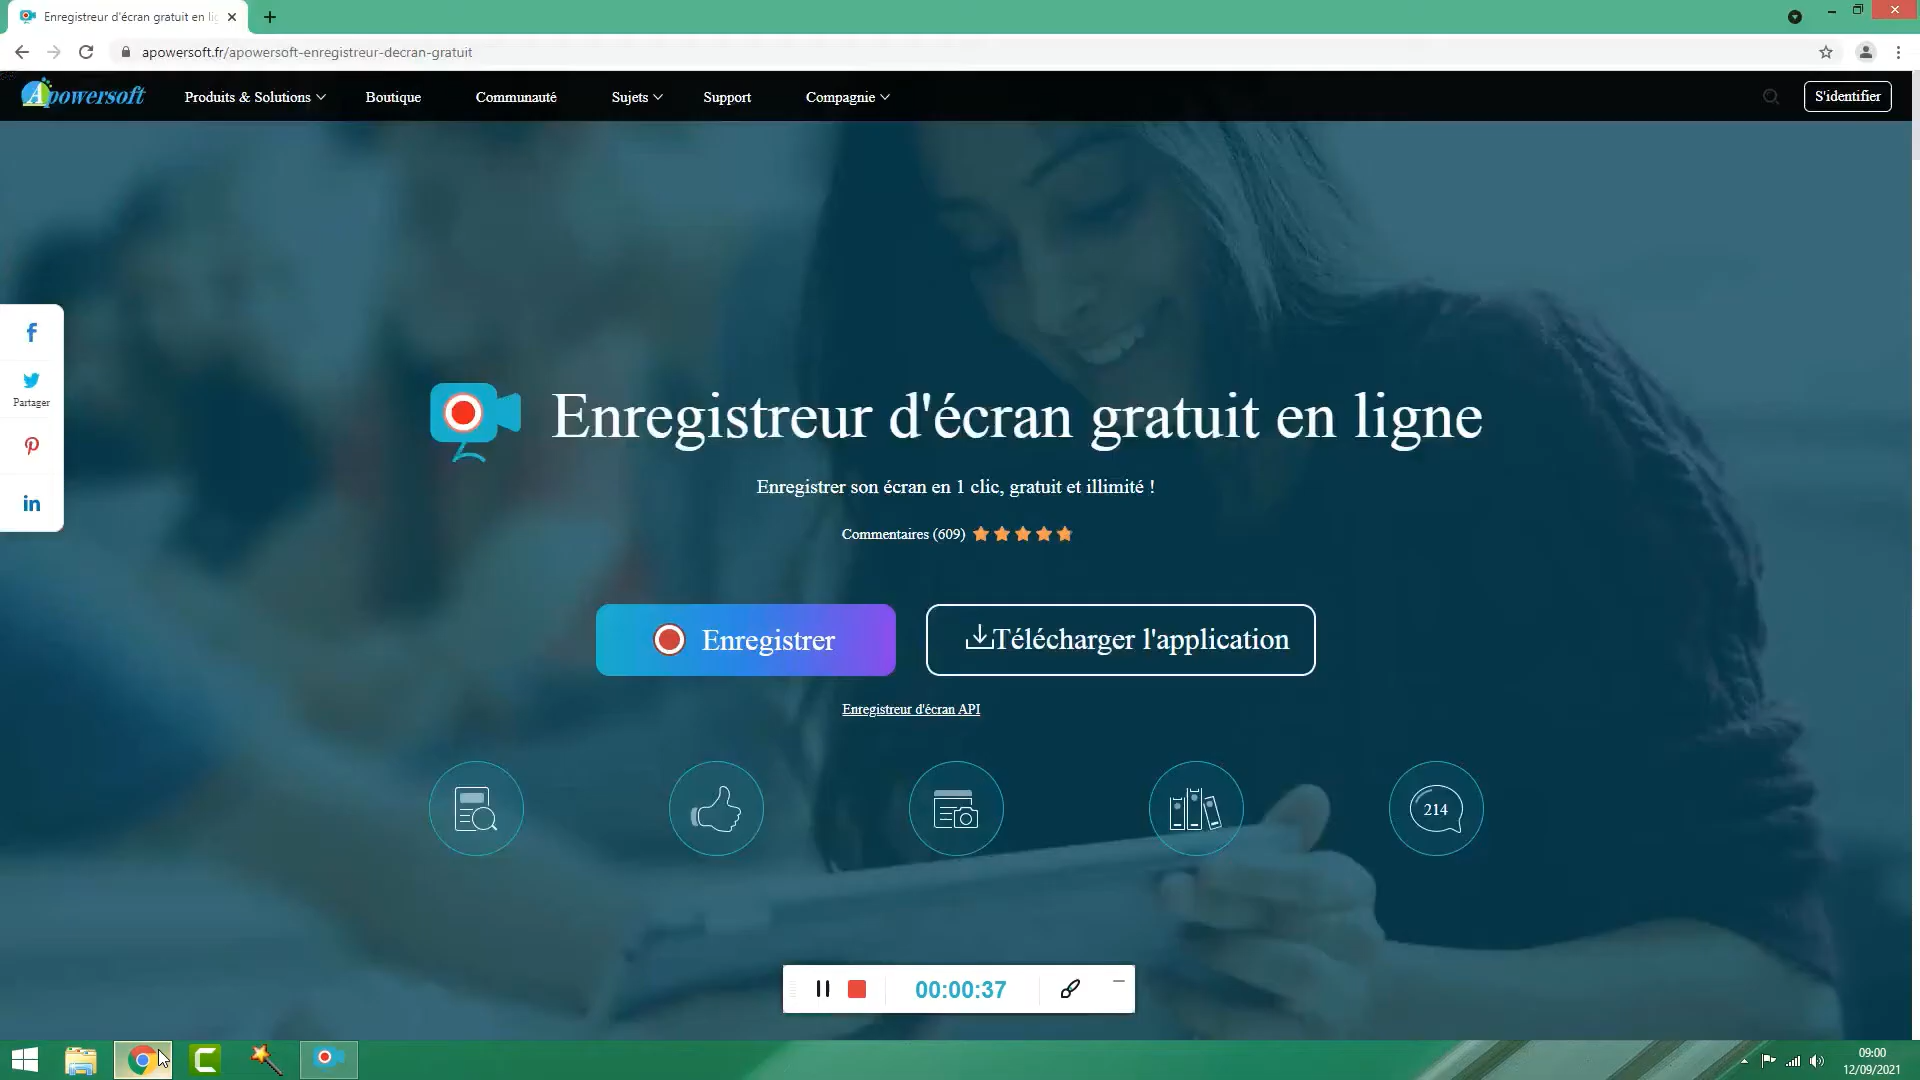 Enregistreur d'écran gratuit en li
apowersoft.fr/apowersoft-enregistreur-decran-gratuit
Apowersoft
Produits & Solutions
Boutique
Communauté
Sujets
Support
Compagnie
S'identifier
Partager
Enregistreur d'écran gratuit en ligne
Enregistrer son écran en 1 clic, gratuit et illimité !
Commentaires (609)
Enregistrer
Télécharger l'application
Enregistreur d'écran API
214
00:00:37
09:00
12/09/2021